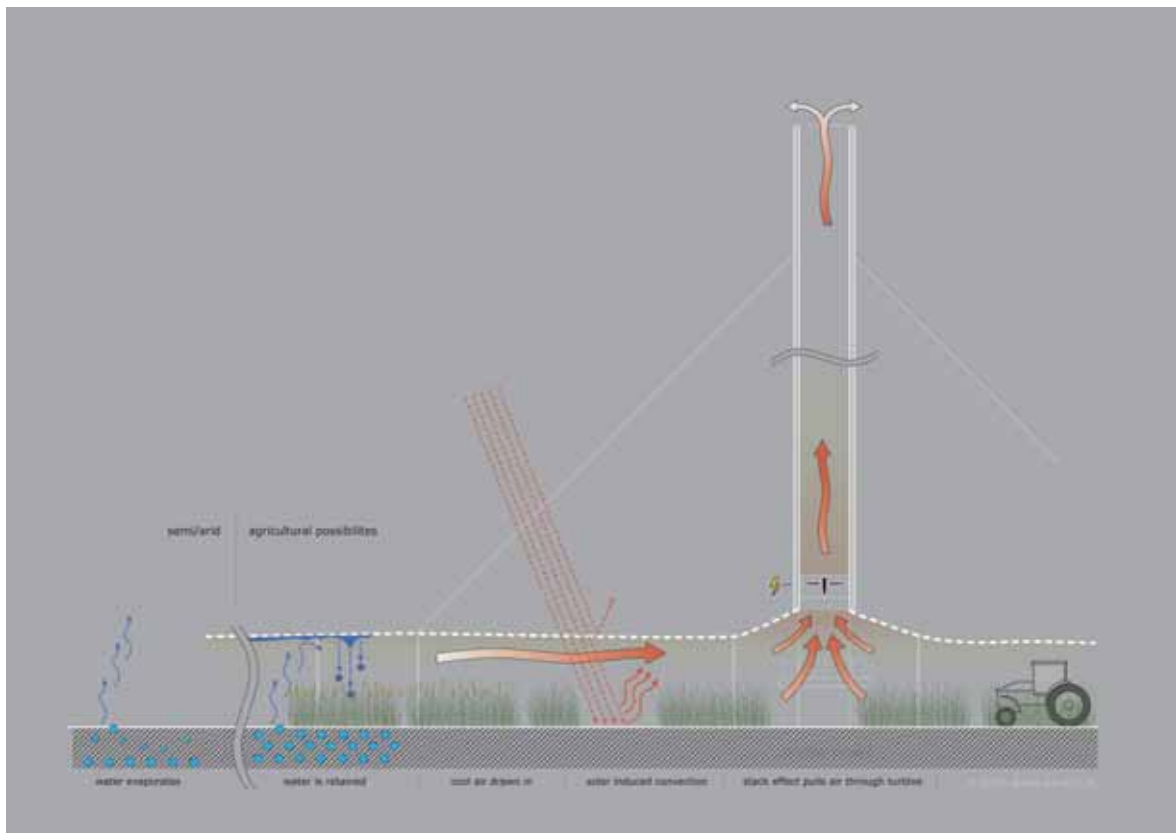 semi/arid
agricultural possibilites
water evaporates
water is retained
cool air drawn in
solar induced convection
stack effect pulls air through turbine